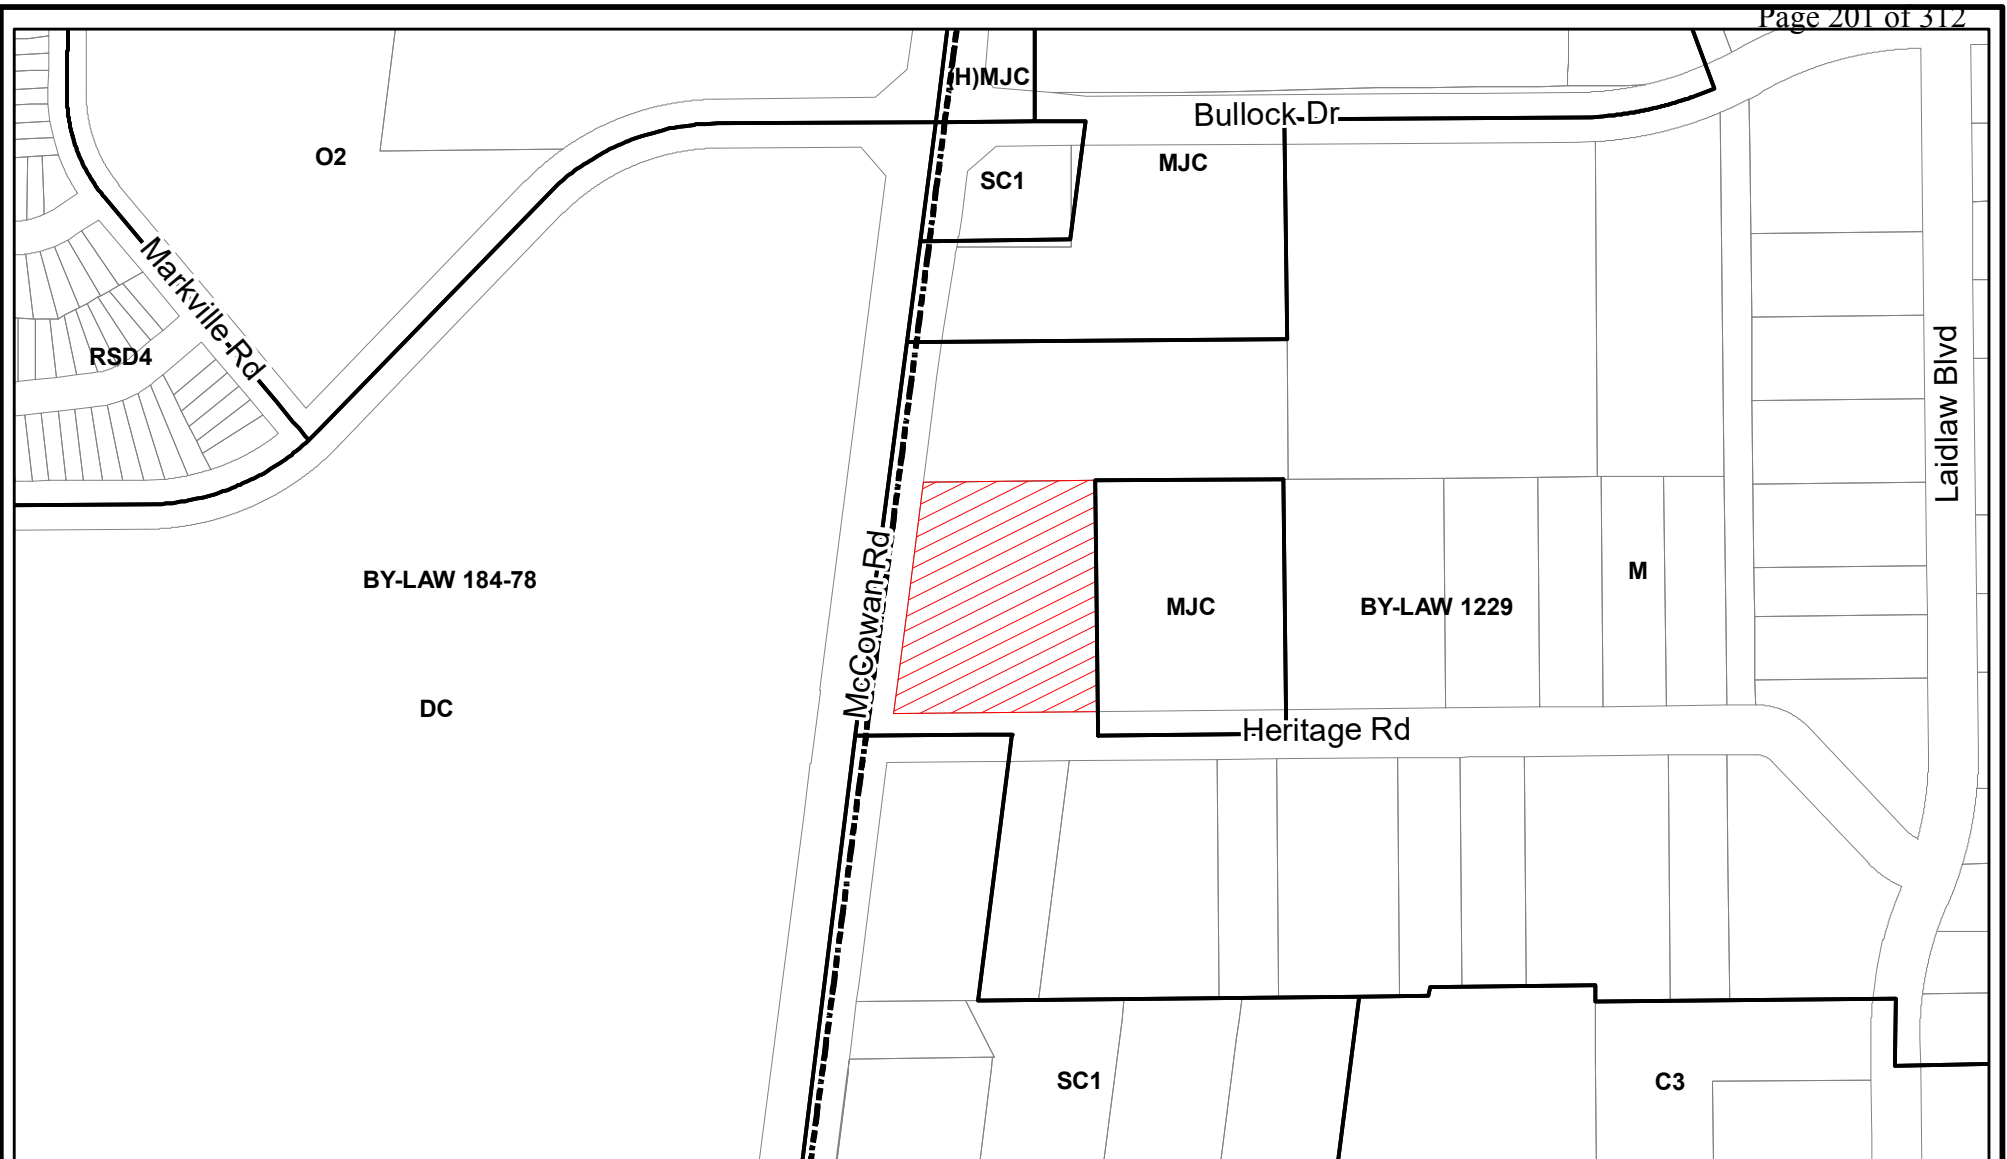 Page 201 of 312
(H)MJC
Bullock Dr
O2
SC1
MJC
Markville Rd
RSD4
Laidlaw Blvd
McCowan Rd
BY-LAW 184-78
MJC
BY-LAW 1229
M
DC
Heritage Rd
SC1
C3